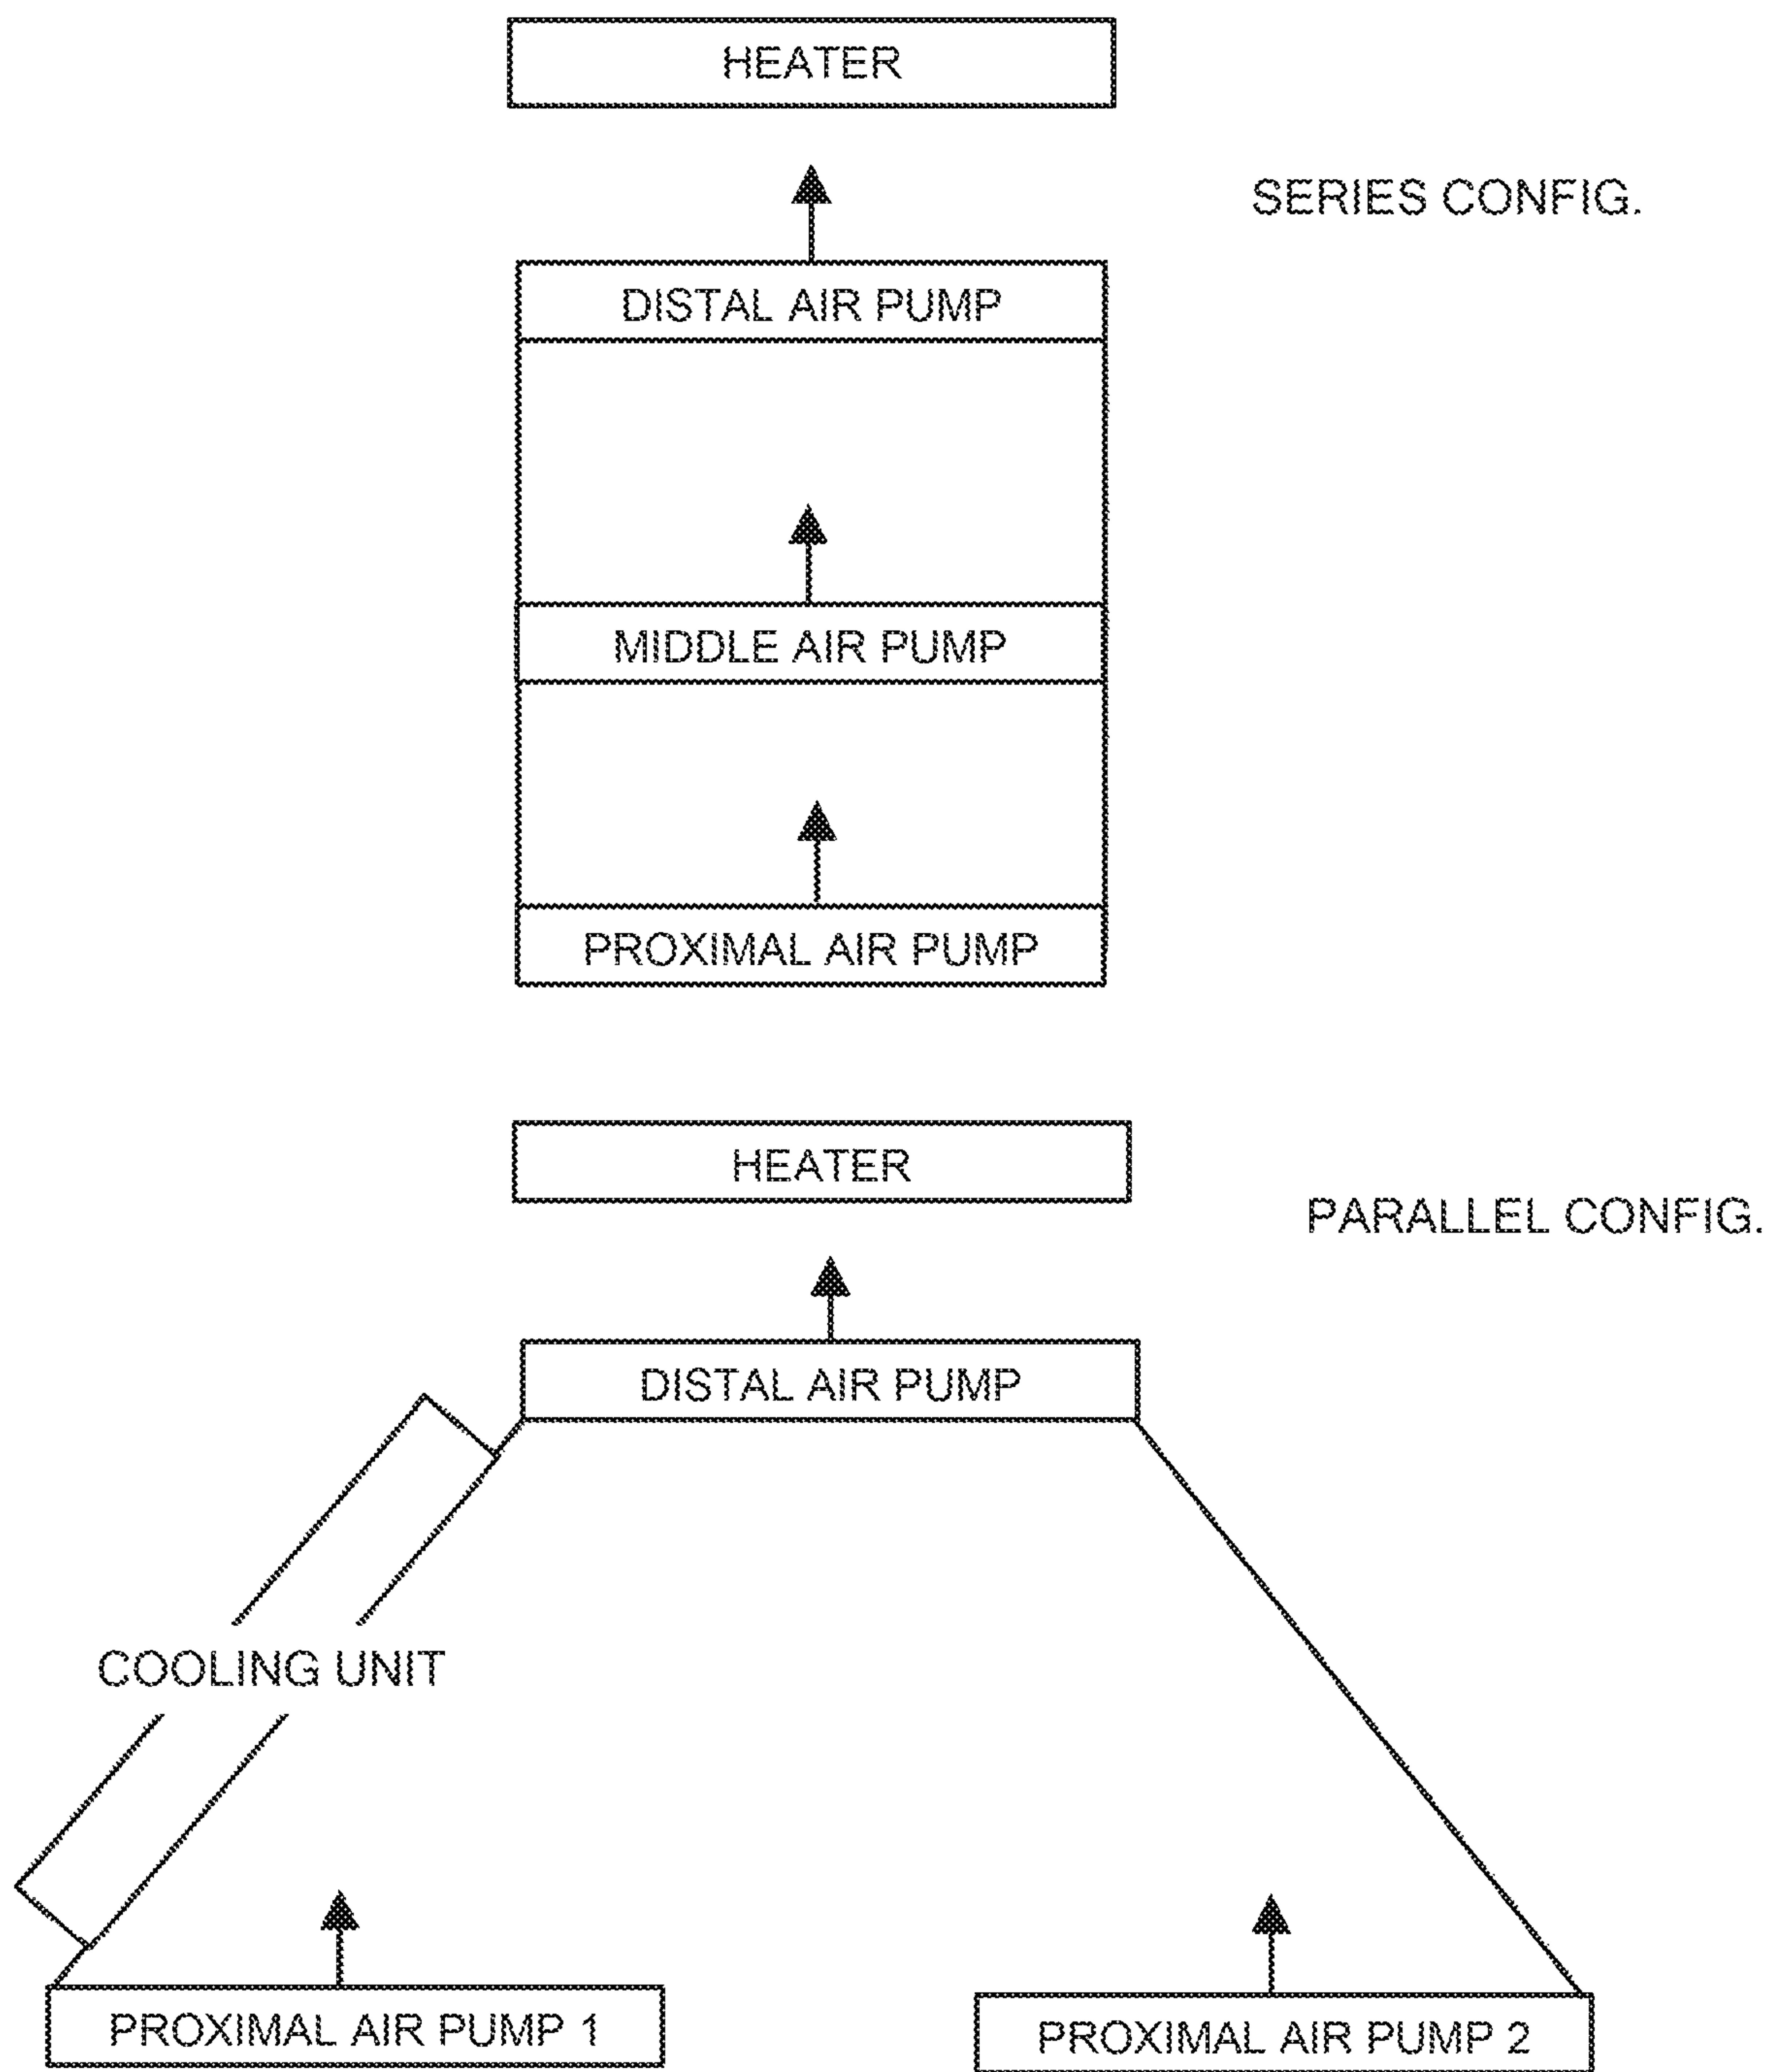 HEATER
SERIES CONFIG.
DISTAL AIR PUMP
MIDDLE AIR PUMP
PROXIMAL AIR PUMP
HEATER
PARALLEL CONFIG.
DISTAL AIR PUMP
COOLING UNIT
PROXIMAL AIR PUMP 1
PROXIMAL AIR PUMP 2